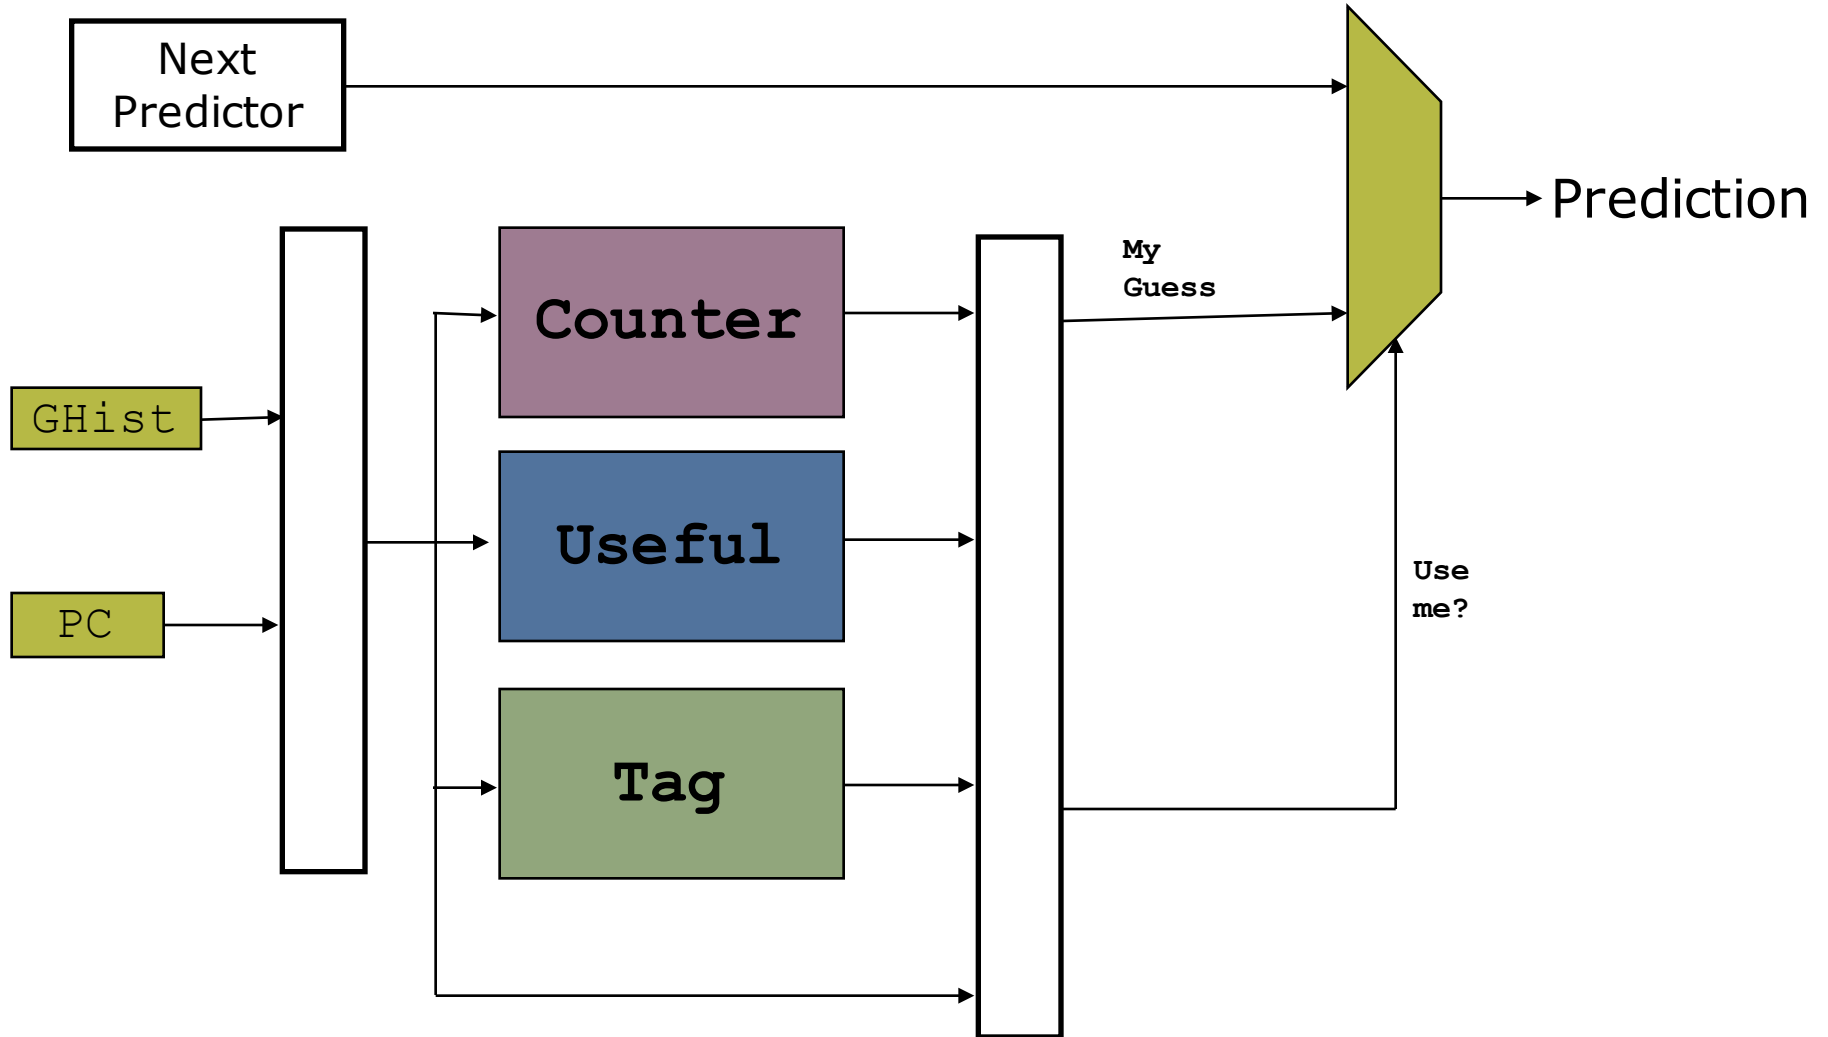 Next
Predictor
Prediction
My
Guess
Counter
GHist
Useful
Use
me?
PC
Tag